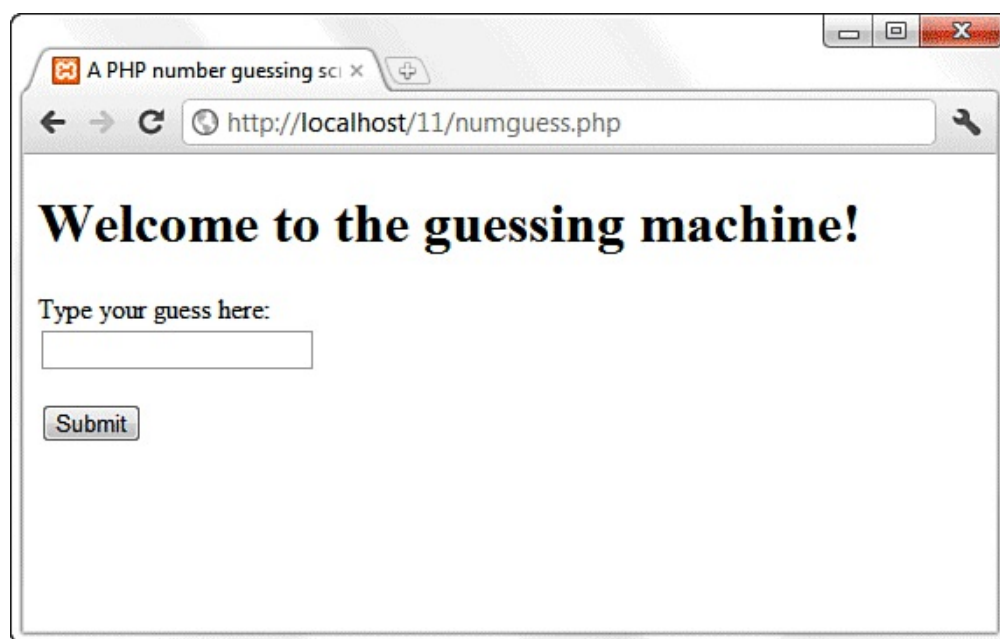 A PHP number guessing sc
http://localhost/11/numguess.php
Welcome to the guessing machine!
Type your guess here:
Submit